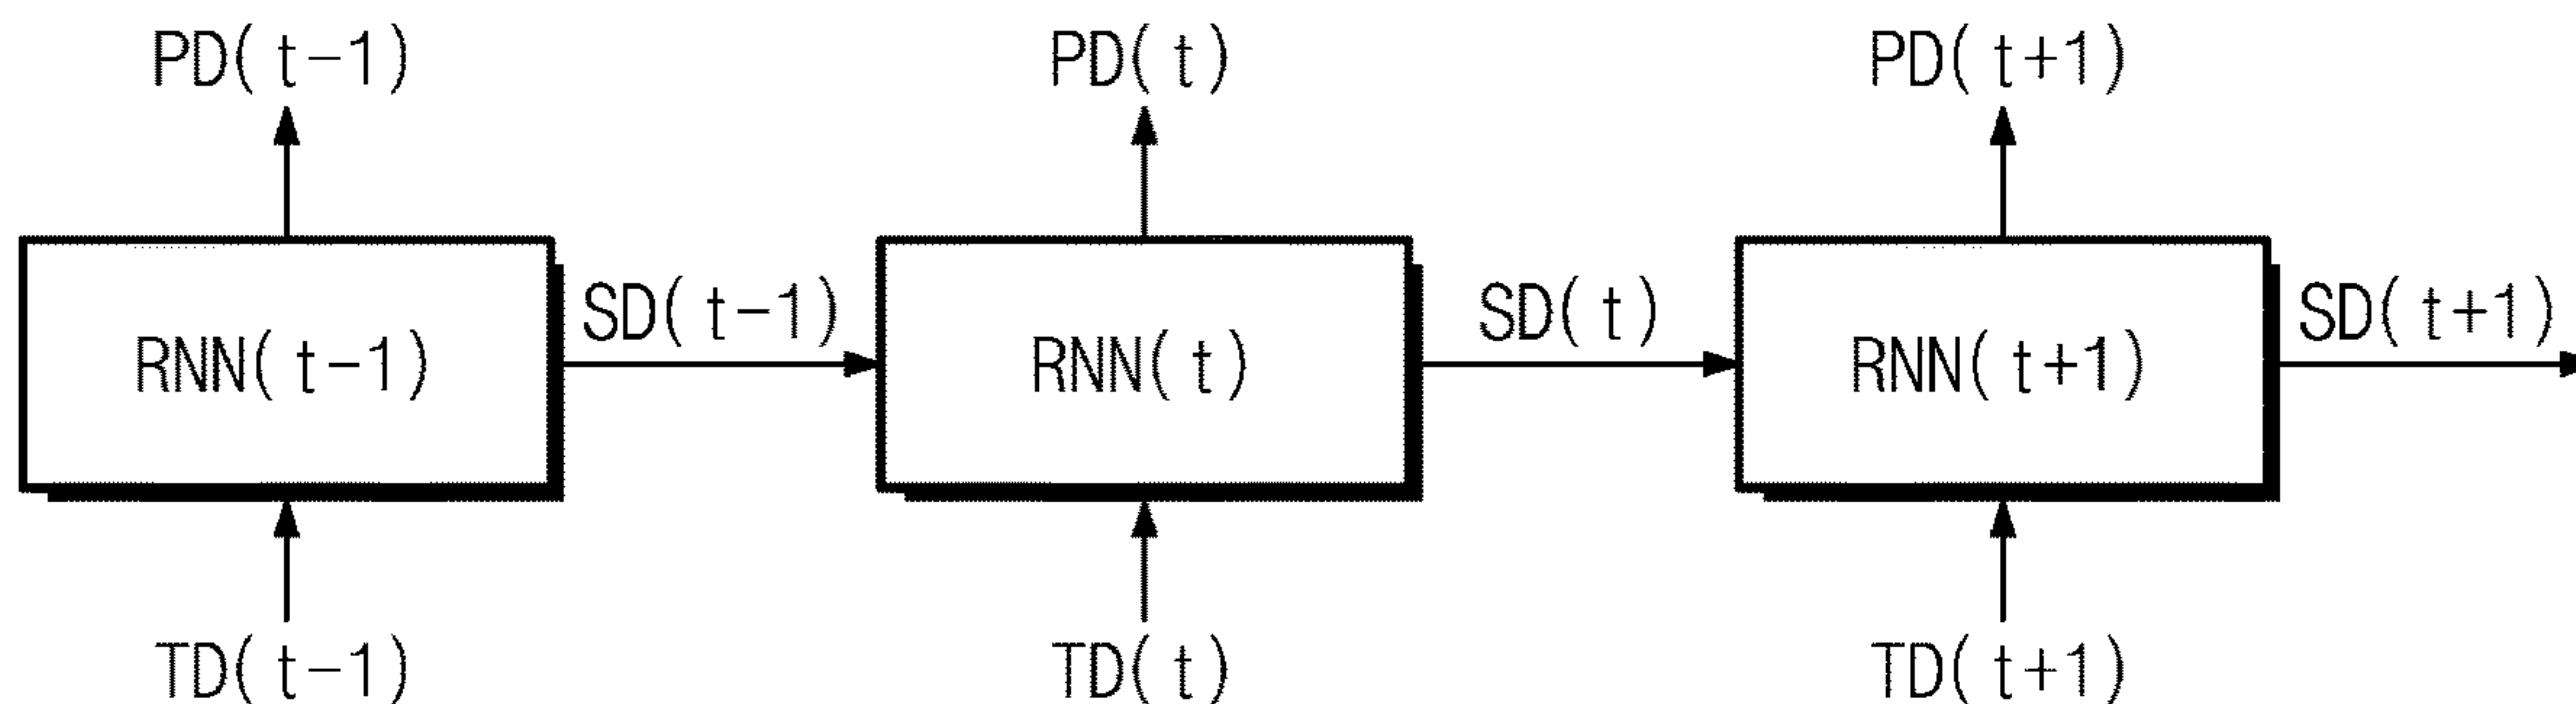 PD(t-1) PD(t) PD(t+1)
SD(t-1) SD(t) SD(t+1)
RNN(t-1) RNN(t) RNN(t+1)
TD(t-1) TD(t) TD(t+1)